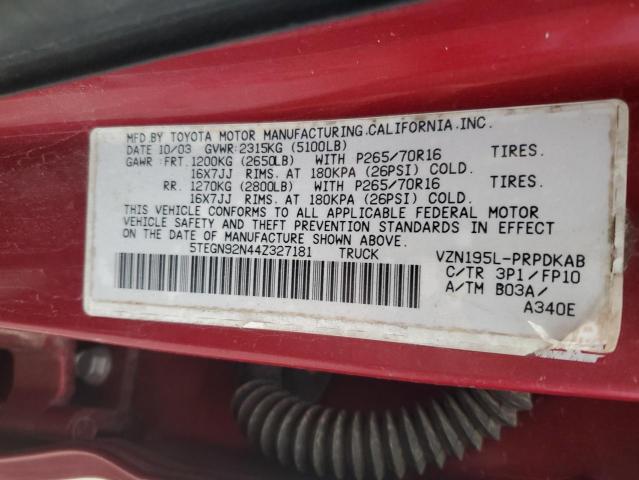 MFD BY TOYOTA MOTOR MANUFACTURING.CALIFORNIA.INC.
DATE 10/03 GVWR:2315KG (5100LB)
GAWR: FRT.1200KG (2650LB) WITH P265/70R16 TIRES.
16X7JJ RIMS. AT 180KPA (26PSI) COLD.
RR. 1270KG (2800LB) WITH P265/70R16 TIRES.
16X7JJ RIMS. AT 180KPA (26PSI) COLD.
THIS VEHICLE CONFORMS TO ALL APPLICABLE FEDERAL MOTOR
VEHICLE SAFETY AND THEFT PREVENTION STANDARDS IN EFFECT
ON THE DATE OF MANUFACTURE SHOWN ABOVE.
5TEGN92N44Z327181 TRUCK VZN195L-PRPDKAB
C/TR 3P1/FP10
A/TM B03A/
A340E